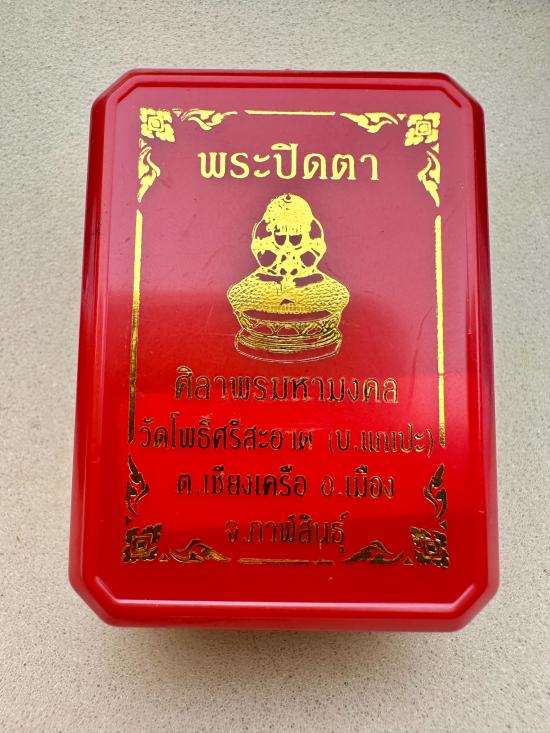 พระปิดตา
ศิลาพรมหามงคล
วัดโพธิ์ศรีสะอาด (บ.แกเปะ)
ต.เชียงเครือ อ.เมือง
จ.กาฬสินธุ์